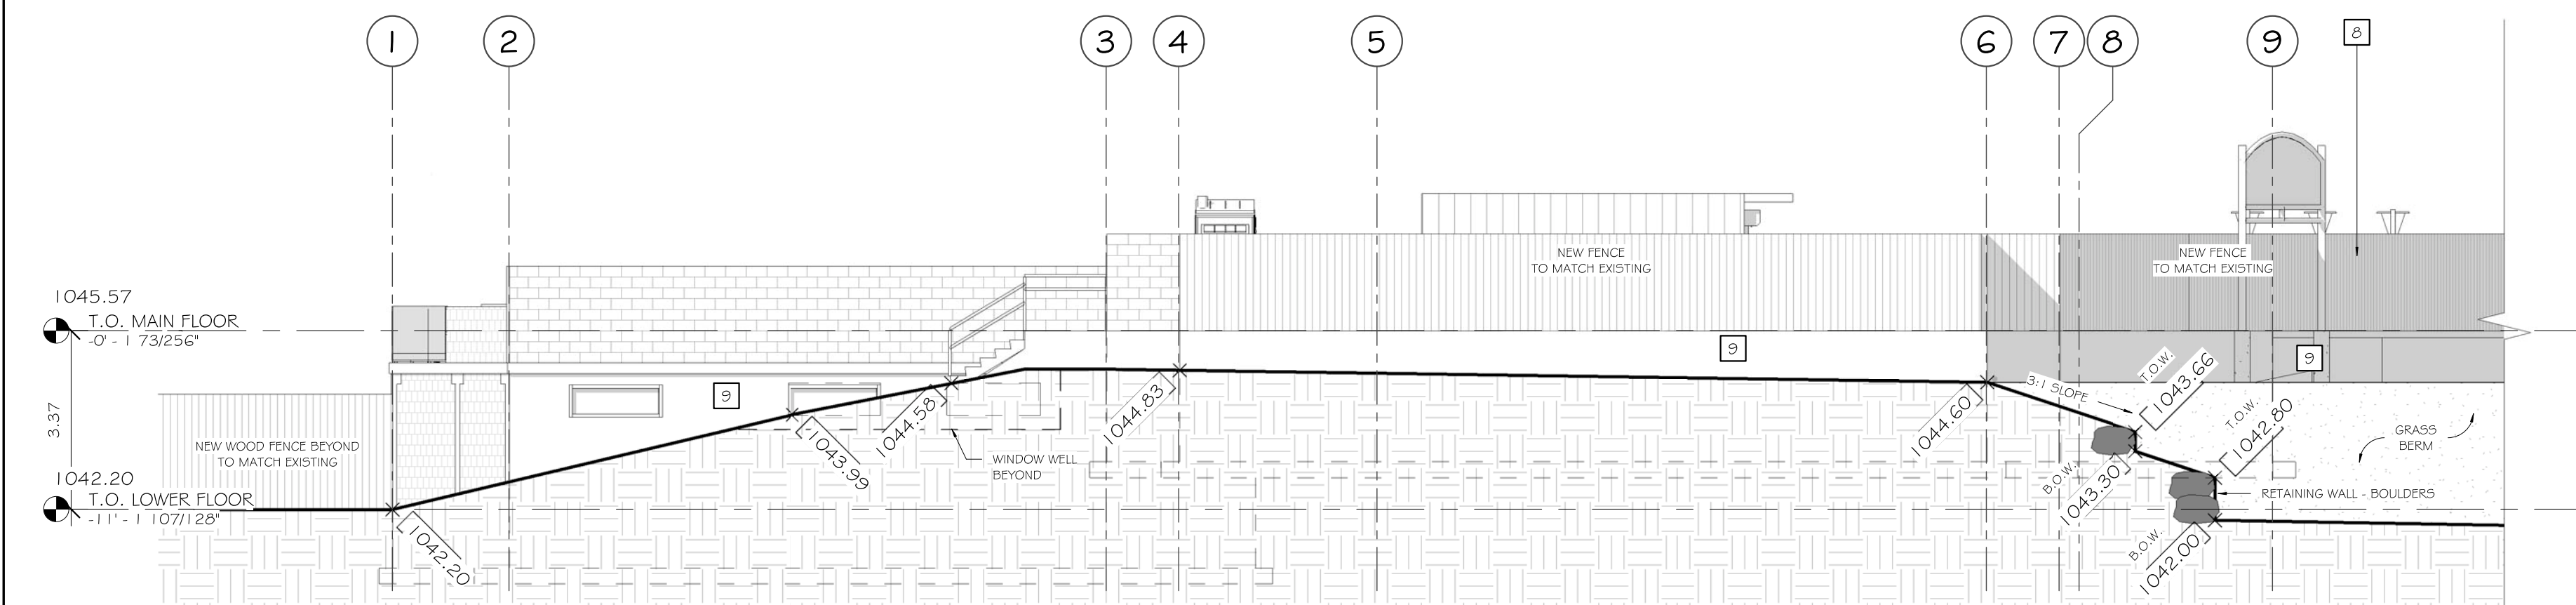 1
2
3
4
5
6
7
8
9
8
1045.57
T.O. MAIN FLOOR
-0' - 1 73/256"
3.37
1042.20
T.O. LOWER FLOOR
-11' - 1 107/128"
NEW WOOD FENCE BEYOND
TO MATCH EXISTING
1042.20
9
1043.99
1044.58
WINDOW WELL
BEYOND
1044.83
NEW FENCE
TO MATCH EXISTING
9
1044.60
NEW FENCE
TO MATCH EXISTING
9
3:1 SLOPE
T.O.W.
1043.66
T.O.W.
1042.80
B.O.W.
1043.30
B.O.W.
1042.00
GRASS
BERM
RETAINING WALL - BOULDERS